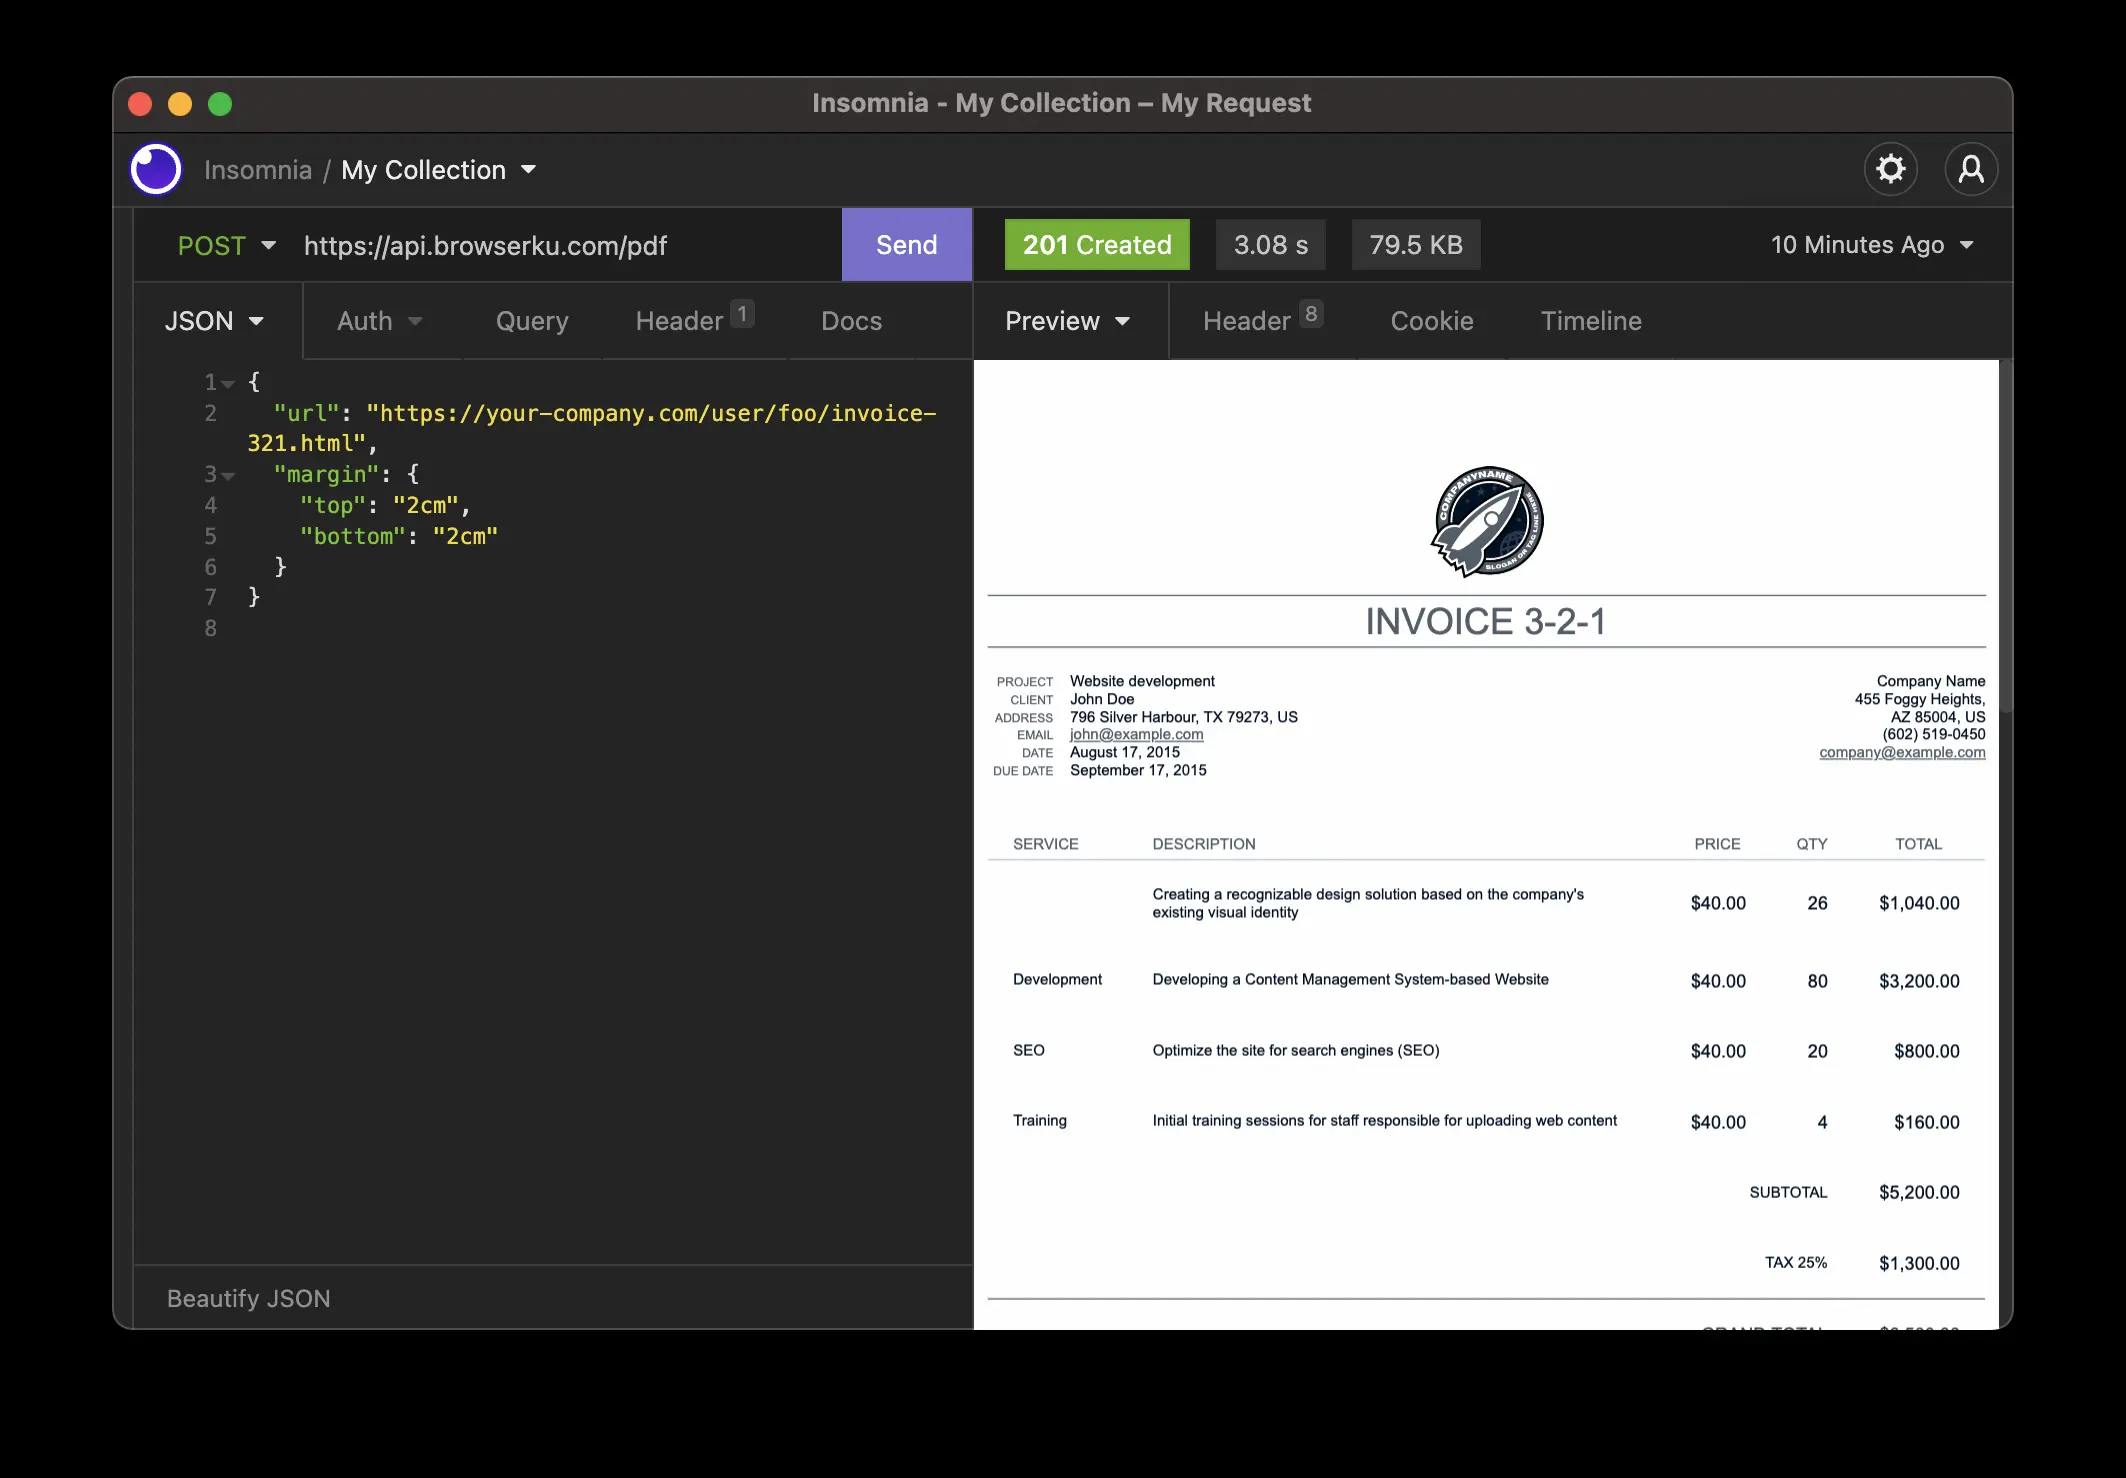 Insomnia - My Collection – My Request
Insomnia / My Collection
POST https://api.browserku.com/pdf Send
201 Created 3.08 s 79.5 KB 10 Minutes Ago
JSON Auth Query Header 1 Docs
Preview Header 8 Cookie Timeline
1 {
2 "url": "https://your-company.com/user/foo/invoice-
321.html",
3 "margin": {
4 "top": "2cm",
5 "bottom": "2cm"
6 }
7 }
8
Beautify JSON
COMPANYNAME
SLOGAN OR TAG LINE HERE
INVOICE 3-2-1
PROJECT Website development
CLIENT John Doe
ADDRESS 796 Silver Harbour, TX 79273, US
EMAIL john@example.com
DATE August 17, 2015
DUE DATE September 17, 2015
Company Name
455 Foggy Heights,
AZ 85004, US
(602) 519-0450
company@example.com
SERVICE DESCRIPTION PRICE QTY TOTAL
Creating a recognizable design solution based on the company's
existing visual identity
$40.00 26 $1,040.00
Development Developing a Content Management System-based Website $40.00 80 $3,200.00
SEO Optimize the site for search engines (SEO) $40.00 20 $800.00
Training Initial training sessions for staff responsible for uploading web content $40.00 4 $160.00
SUBTOTAL $5,200.00
TAX 25% $1,300.00
GRAND TOTAL